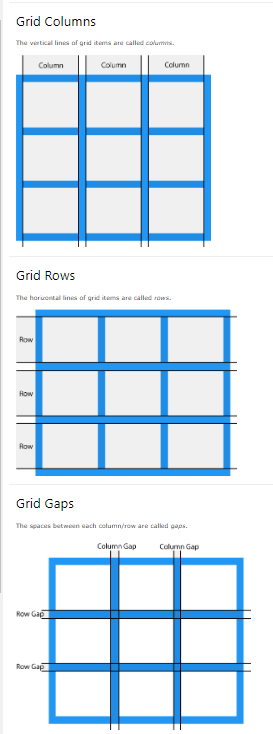 Grid Columns
The vertical lines of grid items are called columns.
Column Column Column
Grid Rows
The horizontal lines of grid items are called rows.
Row
Row
Row
Grid Gaps
The spaces between each column/row are called gaps.
Column Gap Column Gap
Row Gap
Row Gap